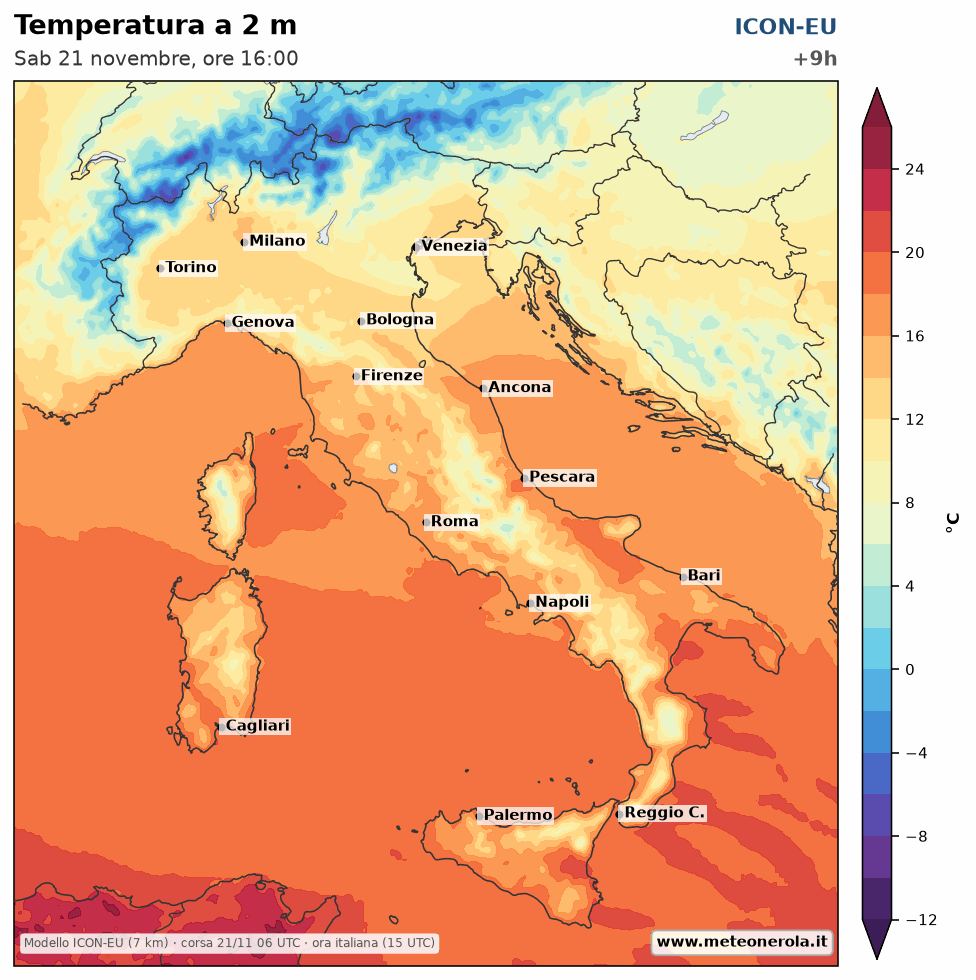 Temperatura a 2 m
ICON-EU
Sab 21 novembre, ore 16:00
+9h
Milano
Venezia
Torino
Genova
Bologna
Firenze
Ancona
Pescara
Roma
Bari
Napoli
Cagliari
Palermo
Reggio C.
24
20
16
12
8
4
0
−4
−8
−12
°C
Modello ICON-EU (7 km) · corsa 21/11 06 UTC · ora italiana (15 UTC)
www.meteonerola.it